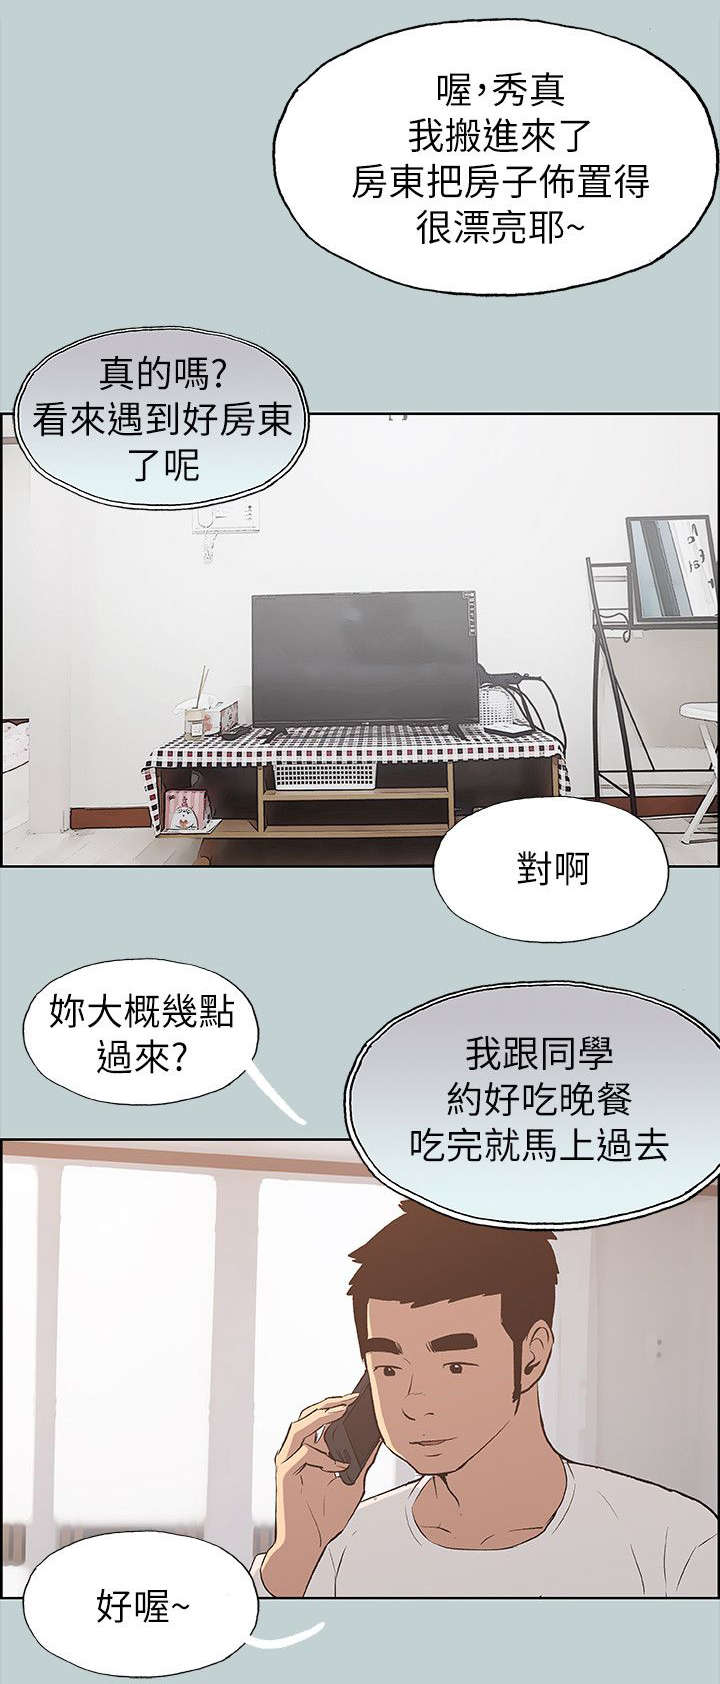 喔,秀真
我搬進來了
房東把房子佈置得
很漂亮耶~
真的嗎?
看來遇到好房東
了呢
對啊
妳大概幾點
過來?
我跟同學
約好吃晚餐
吃完就馬上過去
好喔~